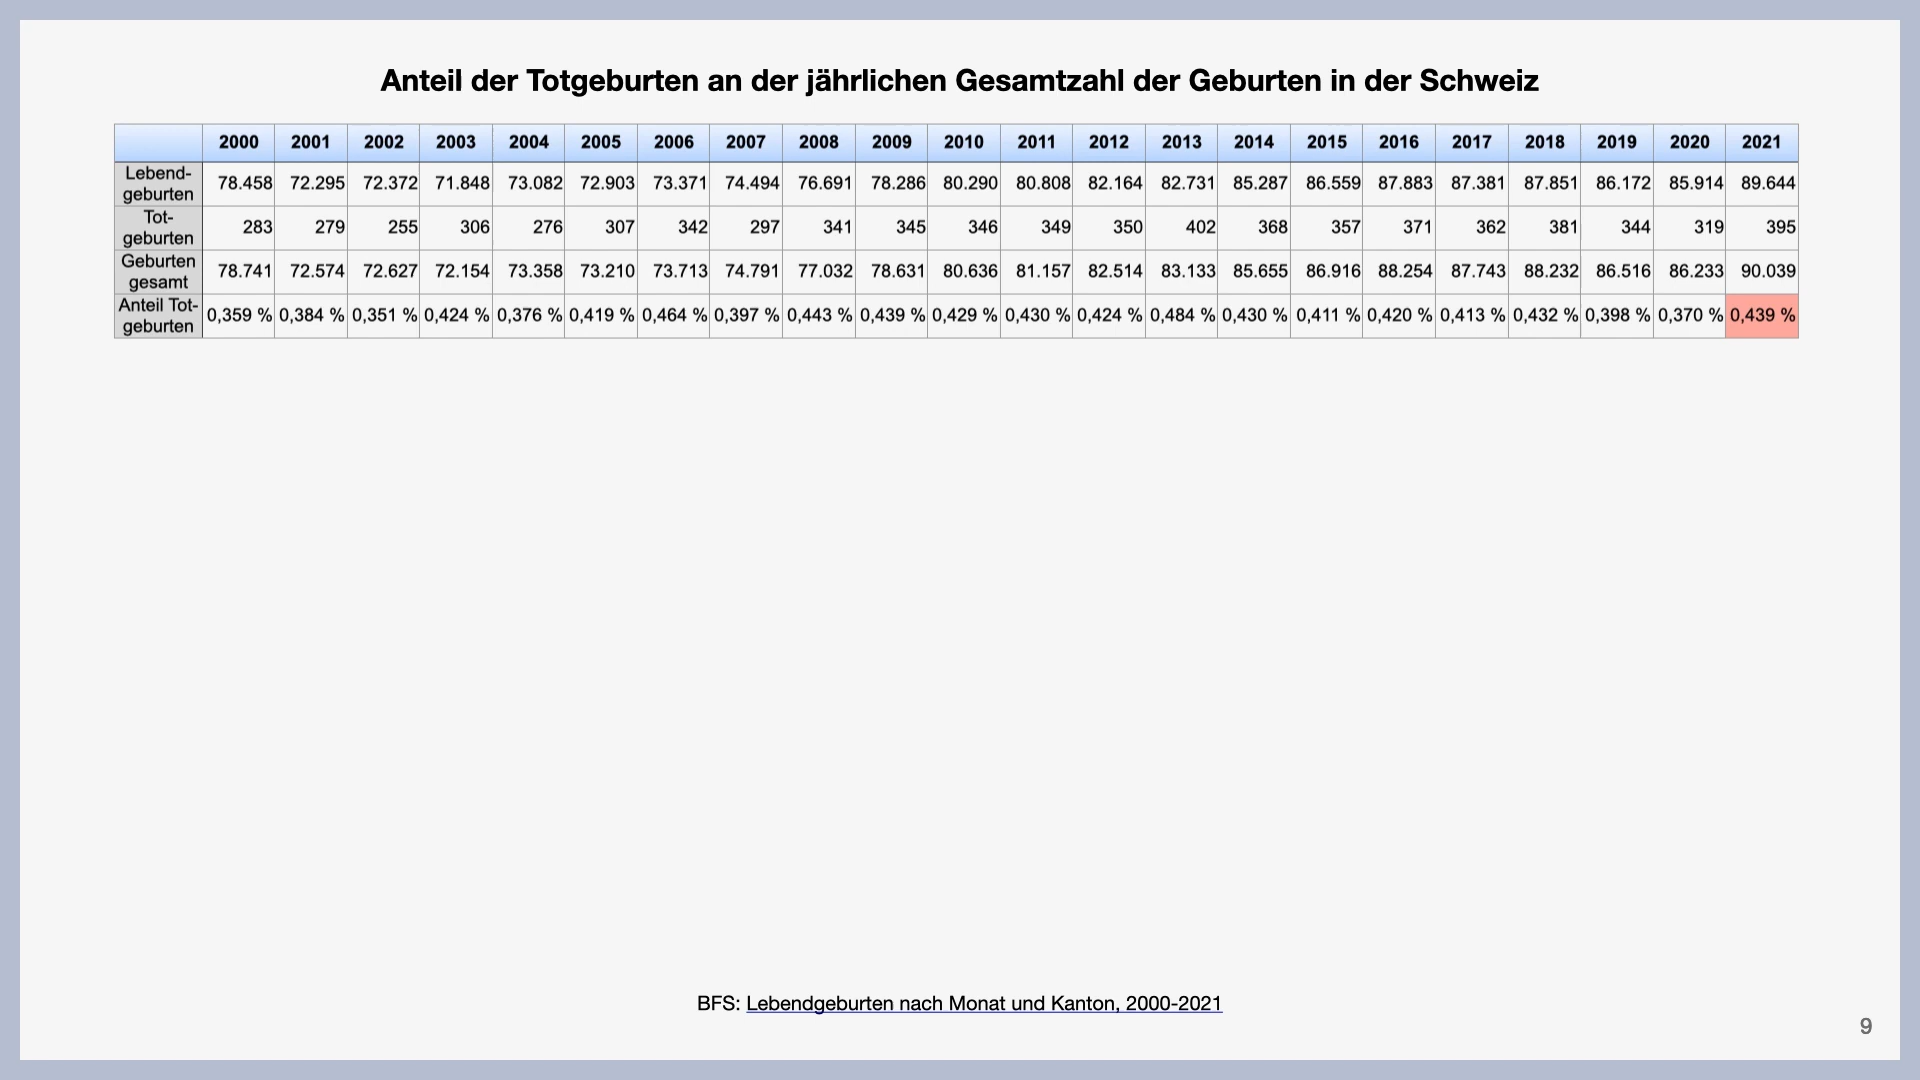 Anteil der Totgeburten an der jährlichen Gesamtzahl der Geburten in der Schweiz
2000 2001 2002 2003 2004 2005 2006 2007 2008 2009 2010 2011 2012 2013 2014 2015 2016 2017 2018 2019 2020 2021
Lebend-
geburten 78.458 72.295 72.372 71.848 73.082 72.903 73.371 74.494 76.691 78.286 80.290 80.808 82.164 82.731 85.287 86.559 87.883 87.381 87.851 86.172 85.914 89.644
Tot-
geburten 283 279 255 306 276 307 342 297 341 345 346 349 350 402 368 357 371 362 381 344 319 395
Geburten
gesamt 78.741 72.574 72.627 72.154 73.358 73.210 73.713 74.791 77.032 78.631 80.636 81.157 82.514 83.133 85.655 86.916 88.254 87.743 88.232 86.516 86.233 90.039
Anteil Tot-
geburten 0,359 % 0,384 % 0,351 % 0,424 % 0,376 % 0,419 % 0,464 % 0,397 % 0,443 % 0,439 % 0,429 % 0,430 % 0,424 % 0,484 % 0,430 % 0,411 % 0,420 % 0,413 % 0,432 % 0,398 % 0,370 % 0,439 %
BFS: Lebendgeburten nach Monat und Kanton, 2000-2021
9